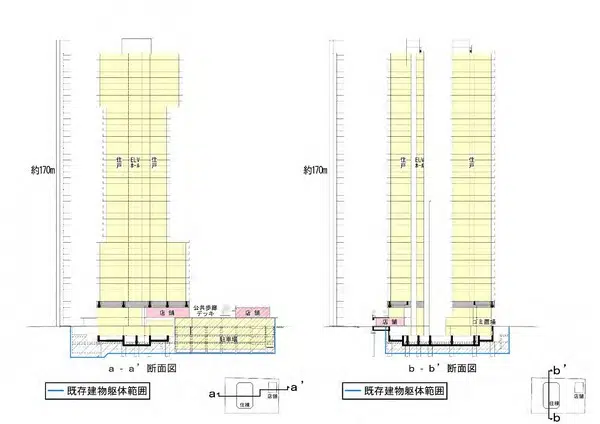 約170m
住戸
ELV
ホール
住戸
公共歩廊
デッキ
店舗
店舗
駐車場
a - a' 断面図
既存建物躯体範囲
a
a'
住棟
店舗
約170m
住戸
ELV
ホール
住戸
店舗
ゴミ置場
b - b' 断面図
既存建物躯体範囲
b'
住棟
店舗
b